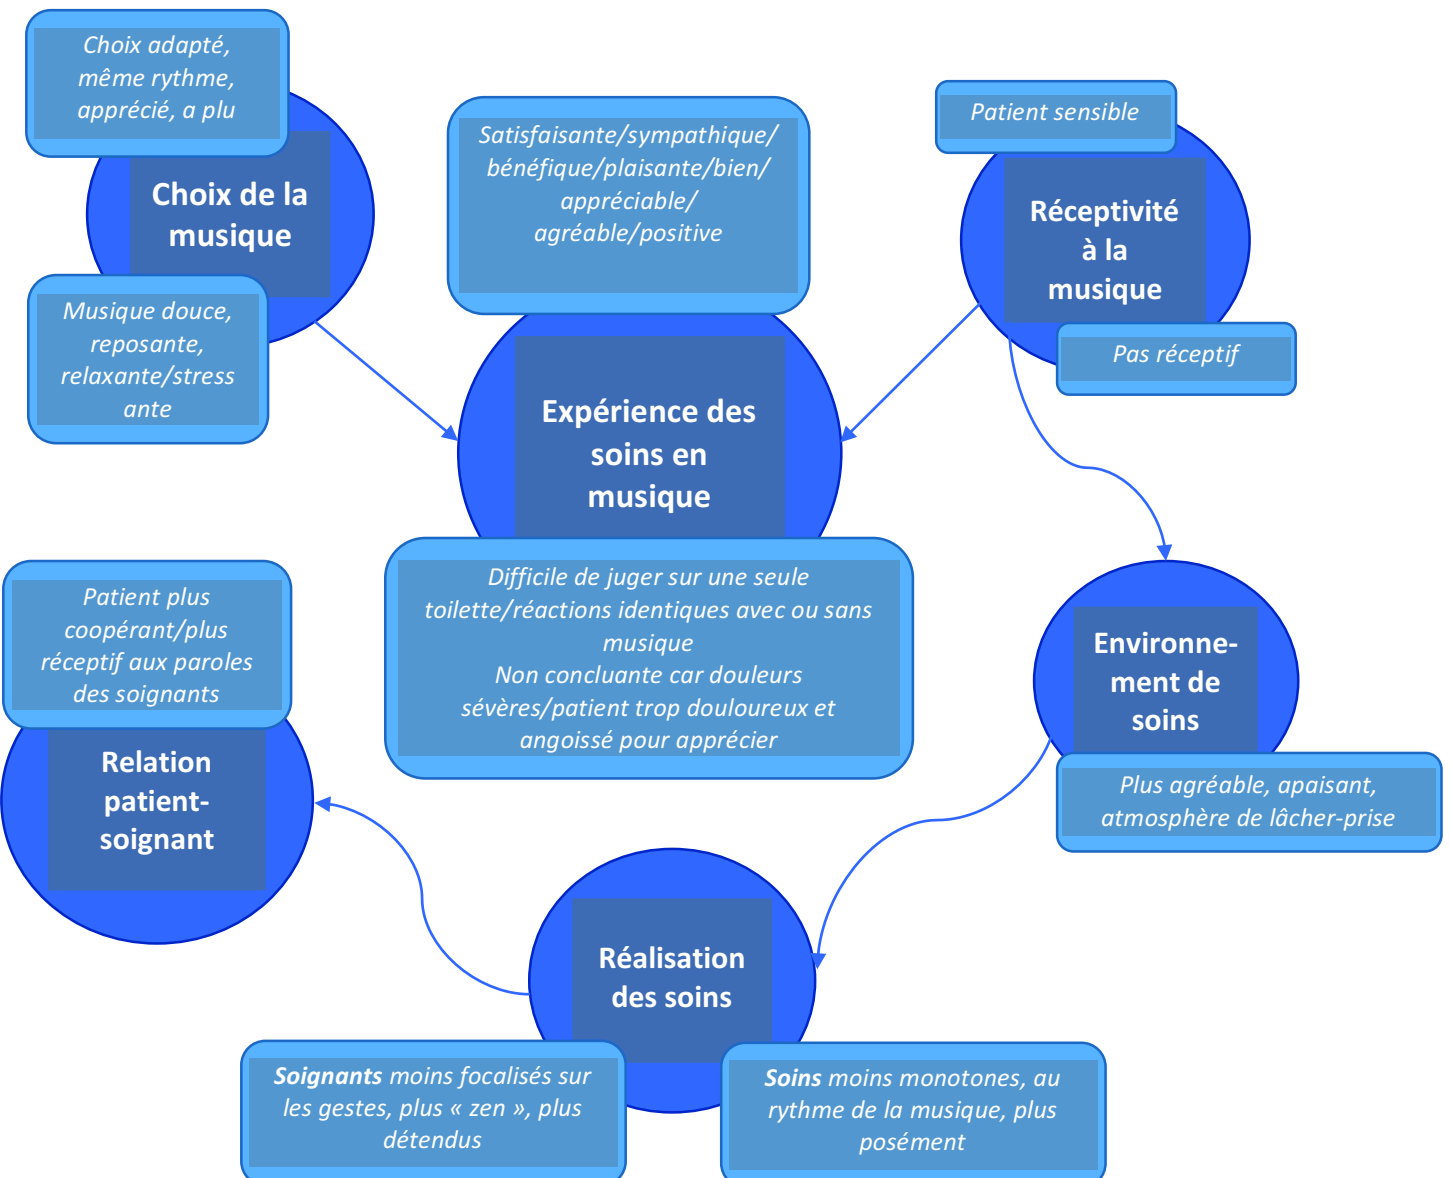 Choix adapté,
même rythme,
apprécié, a plu
Choix de la
musique
Musique douce,
reposante,
relaxante/stress
ante
Satisfaisante/sympathique/
bénéfique/plaisante/bien/
appréciable/
agréable/positive
Expérience des
soins en
musique
Difficile de juger sur une seule
toilette/réactions identiques avec ou sans
musique
Non concluante car douleurs
sévères/patient trop douloureux et
angoissé pour apprécier
Patient sensible
Réceptivité
à la
musique
Pas réceptif
Environne-
ment de
soins
Plus agréable, apaisant,
atmosphère de lâcher-prise
Patient plus
coopérant/plus
réceptif aux paroles
des soignants
Relation
patient-
soignant
Réalisation
des soins
Soignants moins focalisés sur
les gestes, plus « zen », plus
détendus
Soins moins monotones, au
rythme de la musique, plus
posément